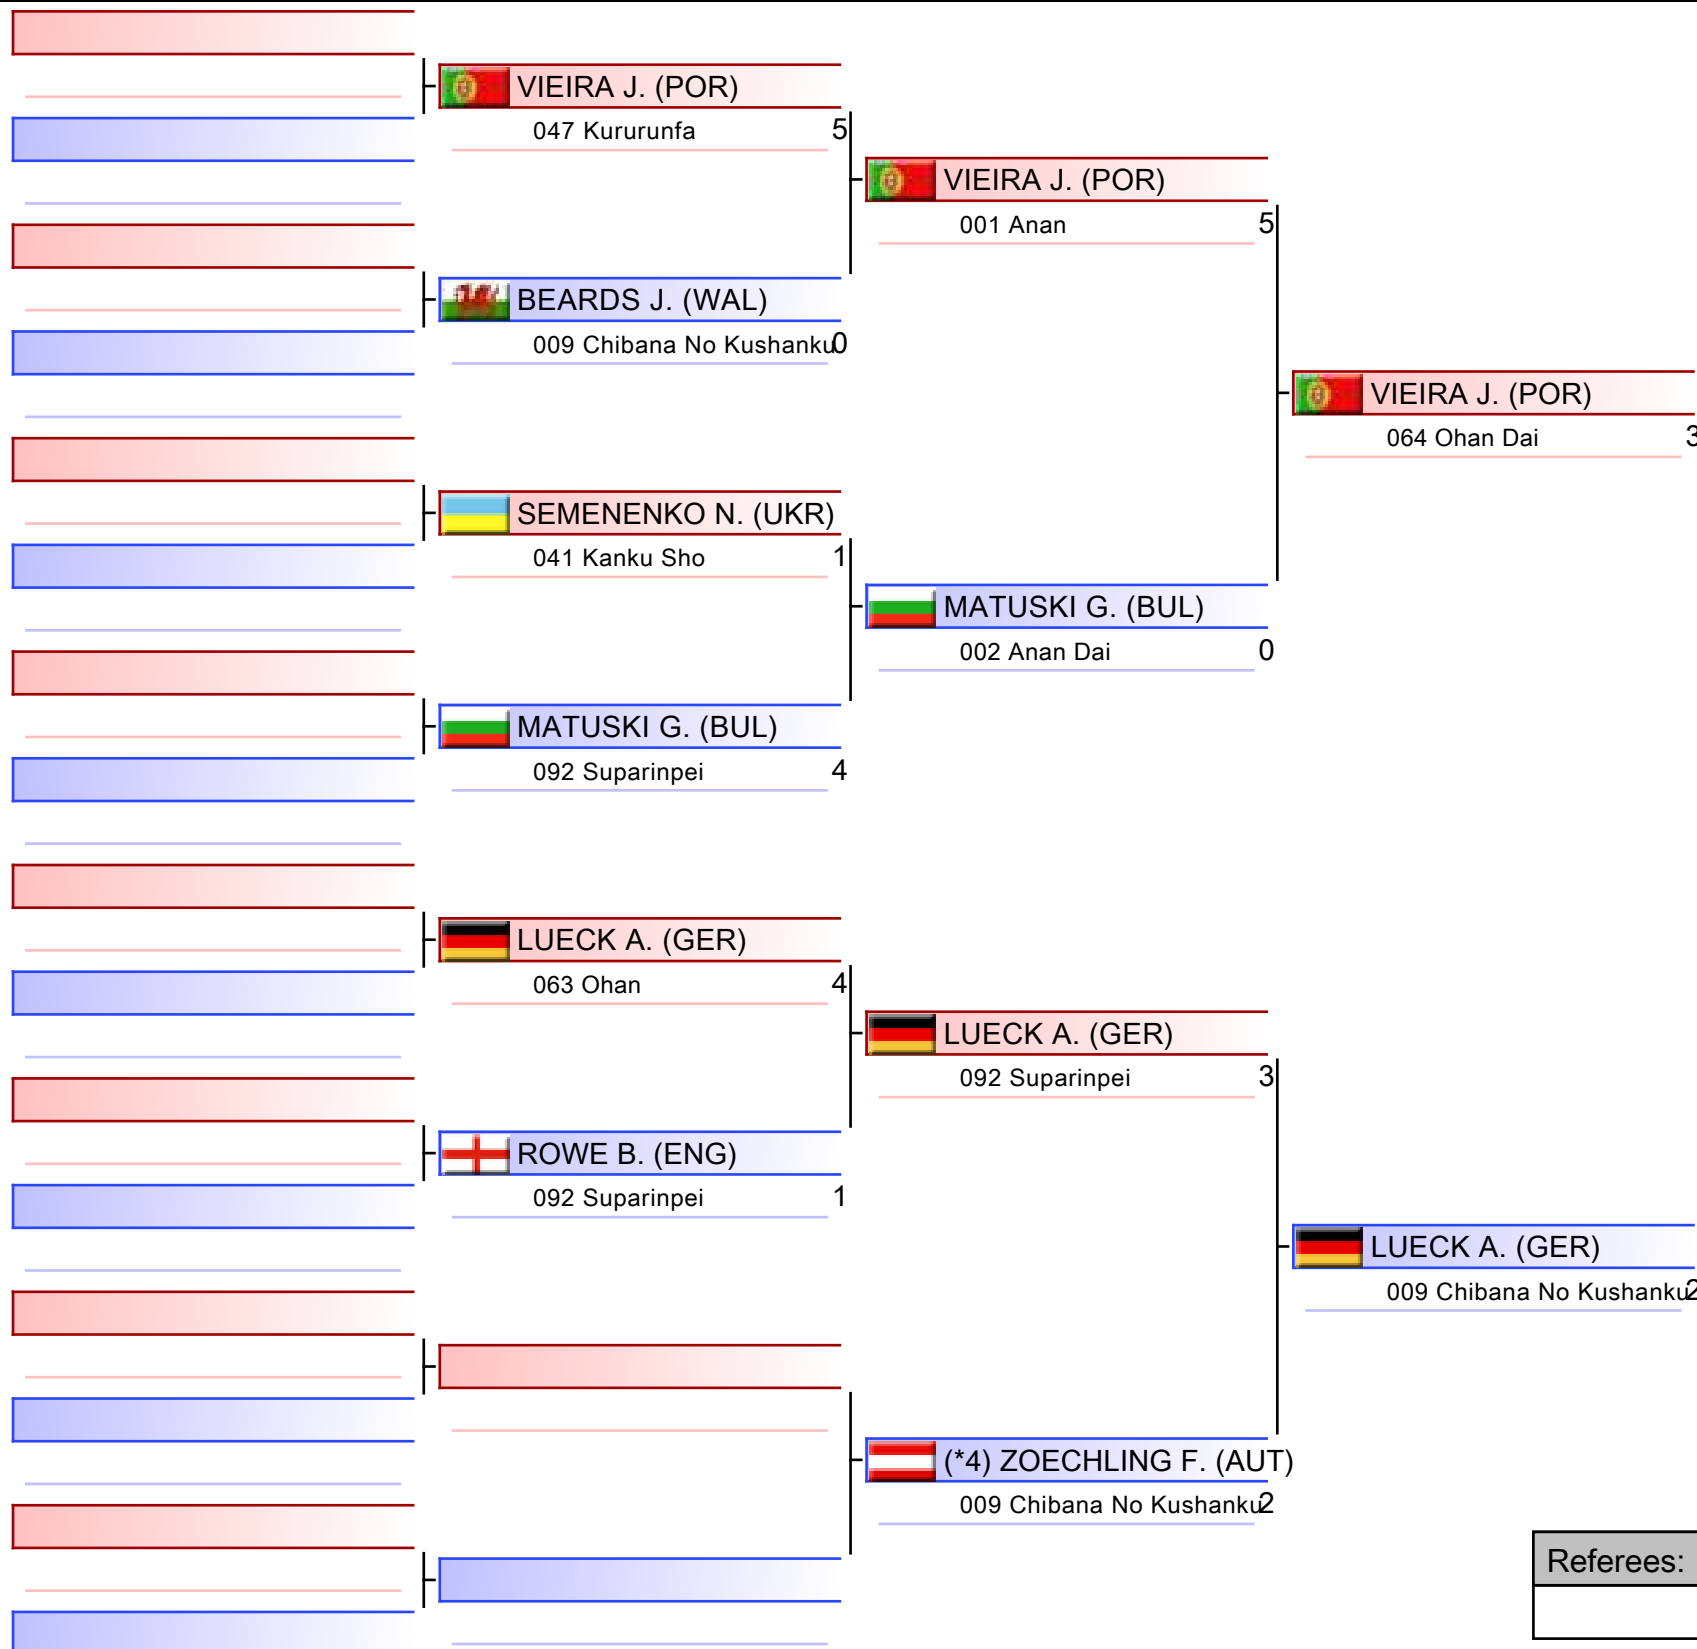 VIEIRA J. (POR)
047 Kururunfa 5
BEARDS J. (WAL)
009 Chibana No Kushanku 0
SEMENENKO N. (UKR)
041 Kanku Sho 1
MATUSKI G. (BUL)
092 Suparinpei 4
LUECK A. (GER)
063 Ohan 4
ROWE B. (ENG)
092 Suparinpei 1
VIEIRA J. (POR)
001 Anan 5
MATUSKI G. (BUL)
002 Anan Dai 0
LUECK A. (GER)
092 Suparinpei 3
(*4) ZOECHLING F. (AUT)
009 Chibana No Kushanku 2
VIEIRA J. (POR)
064 Ohan Dai 3
LUECK A. (GER)
009 Chibana No Kushanku 2
Referees: